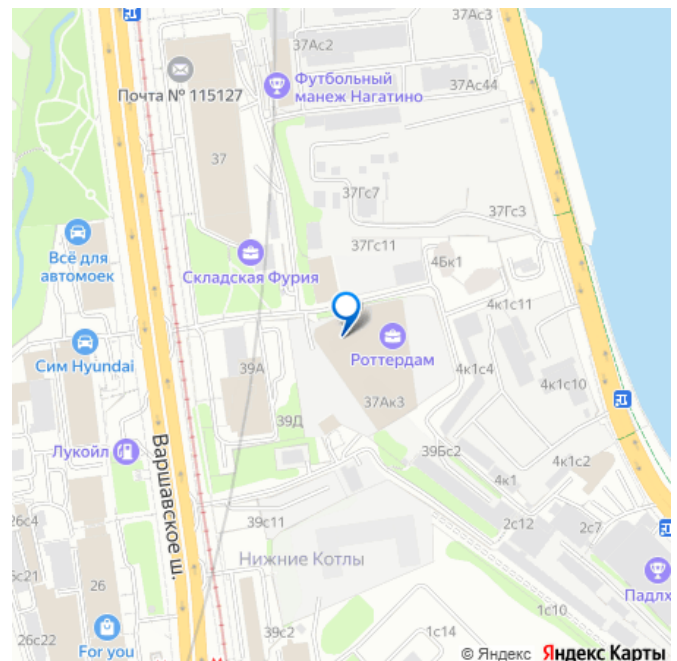 37Ас3
37Ас2
Футбольный
манеж Нагатино
37Ас44
Почта № 115127
37
37Гс7
37Гс3
Всё для
автомоек
Складская Фурия
37Гс11
4Бк1
4к1с11
Сим Hyundai
39А
Роттердам
4к1с4
4к1с10
37Ак3
39Д
Лукойл
Варшавское ш.
39Бс2
4к1с2
4к1
26с4
39с11
2с12
2с7
Нижние Котлы
с21
26
Падлх
1с10
26с22
For you
39с2
1с14
© Яндекс Яндекс Карты